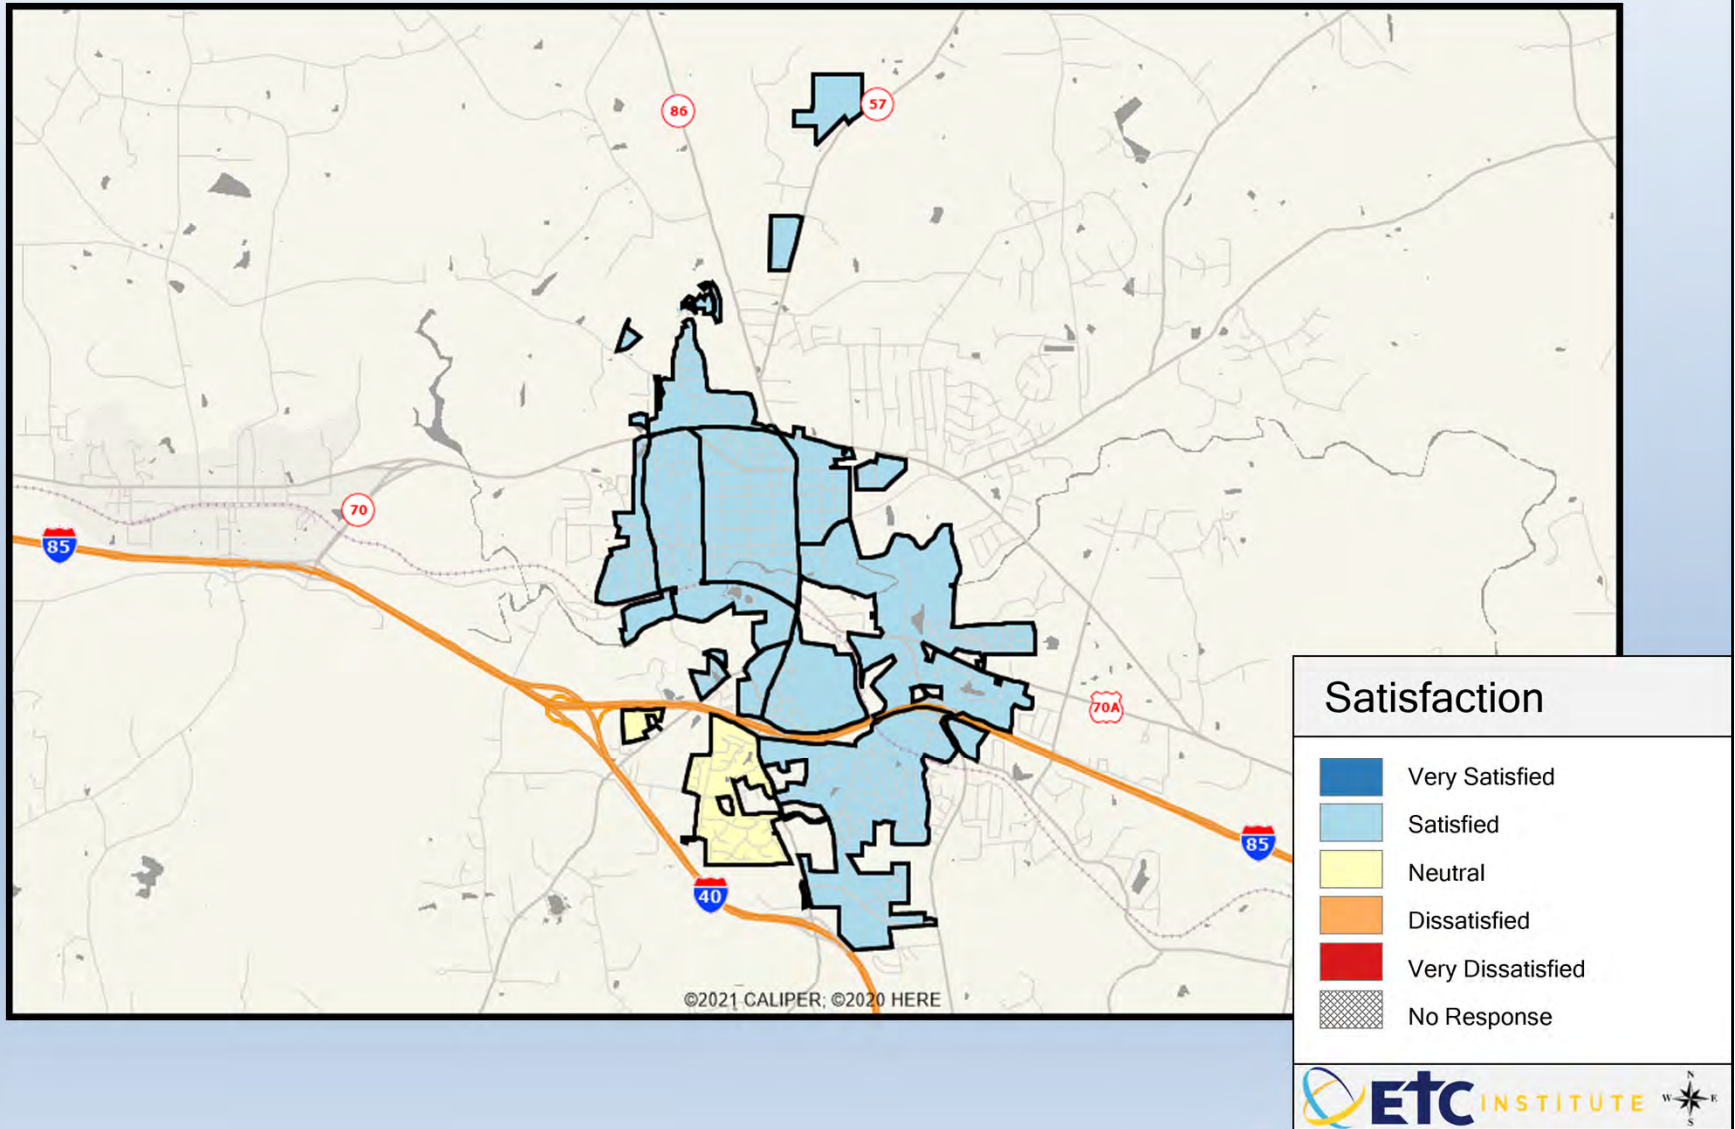 86
57
70
85
70A
85
40
©2021 CALIPER; ©2020 HERE
Satisfaction
Very Satisfied
Satisfied
Neutral
Dissatisfied
Very Dissatisfied
No Response
ETC INSTITUTE
N
W E
S